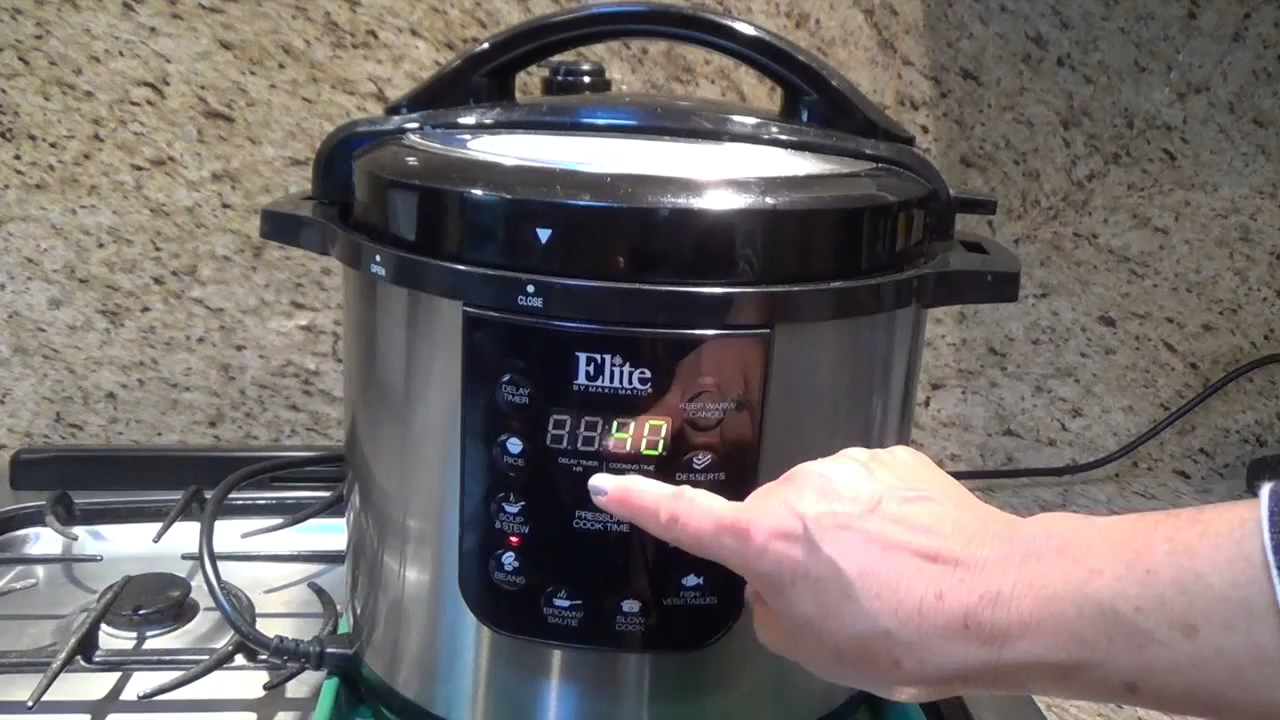 OPEN
CLOSE
Elite
BY MAXI-MATIC®
DELAY
TIMER
KEEP WARM/
CANCEL
40
DELAY TIMER
HR
COOKING TIME
RICE
DESSERTS
SOUP
& STEW
PRESSURE
COOK TIME
BEANS
FISH/
VEGETABLES
BROWN/
SAUTE
SLOW
COOK